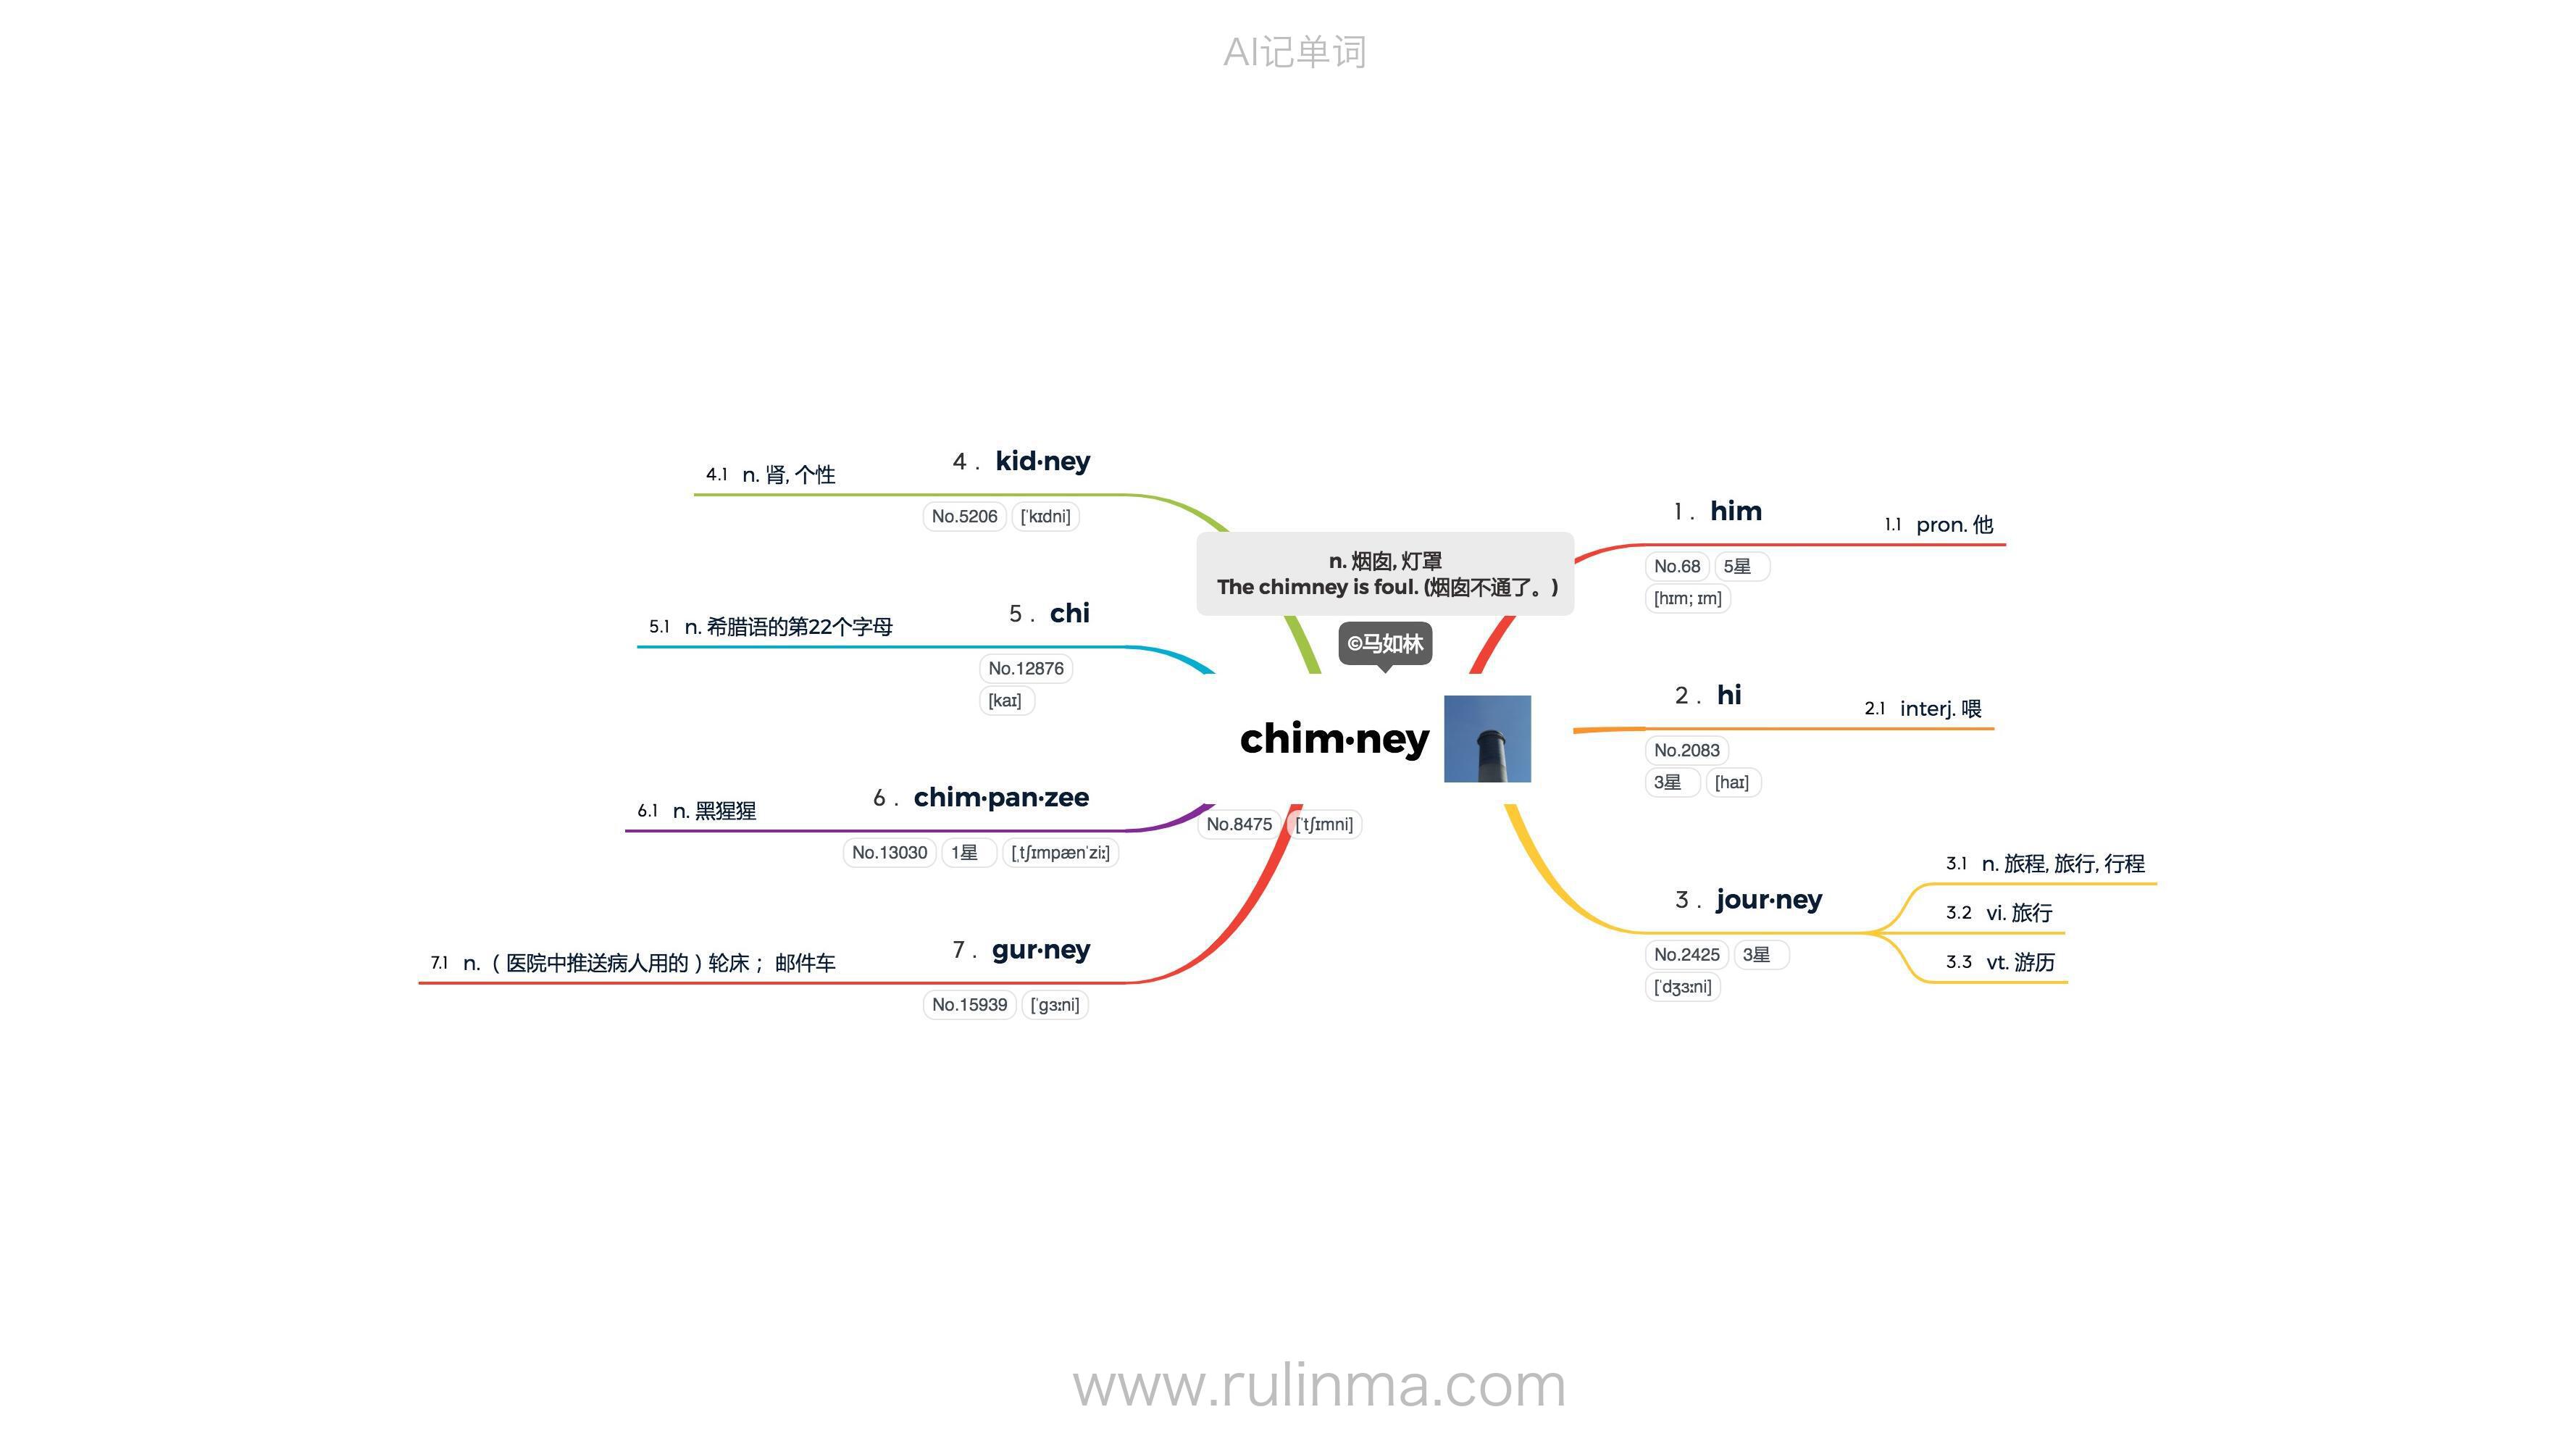 AI记单词
n. 烟囱, 灯罩
The chimney is foul. (烟囱不通了。)
©马如林
chim·ney
No.8475 ['tʃɪmni]
1 . him
1.1 pron. 他
No.68 5星
[hɪm; ɪm]
2 . hi
2.1 interj. 喂
No.2083
3星 [haɪ]
3 . jour·ney
No.2425 3星
['dʒɜːni]
3.1 n. 旅程, 旅行, 行程
3.2 vi. 旅行
3.3 vt. 游历
4 . kid·ney
4.1 n. 肾, 个性
No.5206 ['kɪdni]
5 . chi
5.1 n. 希腊语的第22个字母
No.12876
[kaɪ]
6 . chim·pan·zee
6.1 n. 黑猩猩
No.13030 1星 [ˌtʃɪmpæn'ziː]
7 . gur·ney
7.1 n.（医院中推送病人用的）轮床； 邮件车
No.15939 ['gɜːni]
www.rulinma.com